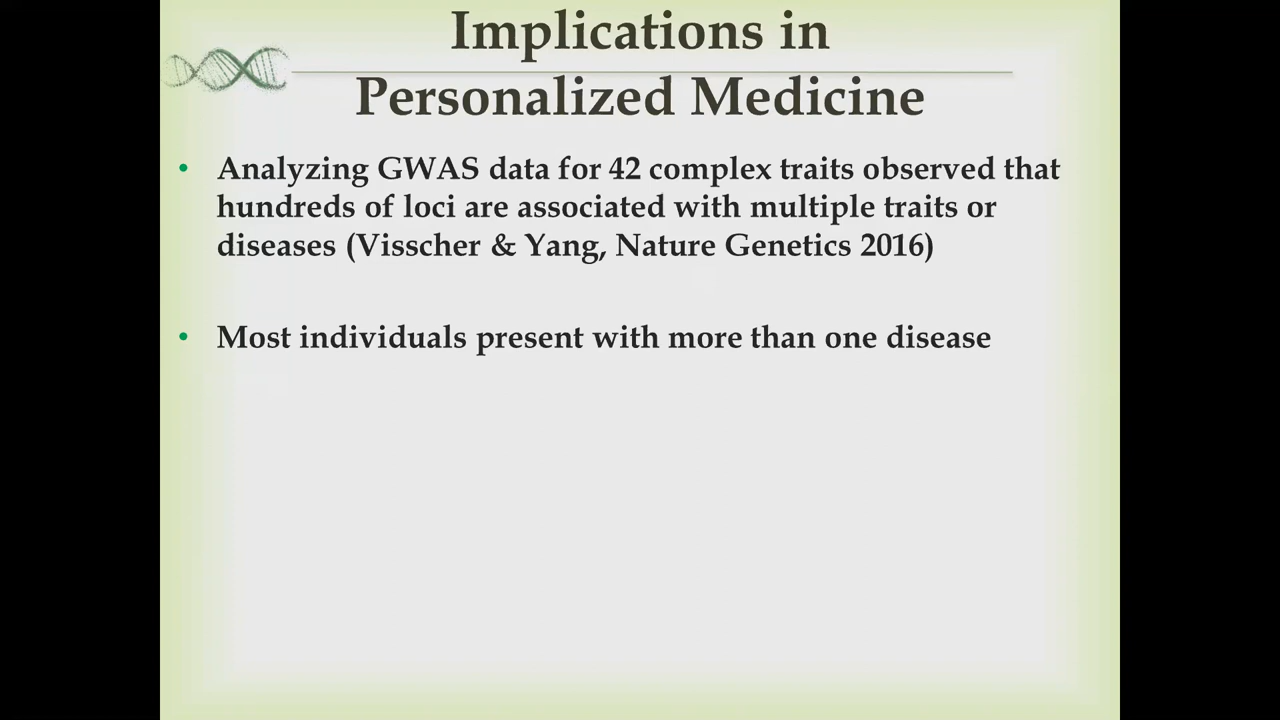 Implications in
Personalized Medicine
• Analyzing GWAS data for 42 complex traits observed that
hundreds of loci are associated with multiple traits or
diseases (Visscher & Yang, Nature Genetics 2016)
• Most individuals present with more than one disease